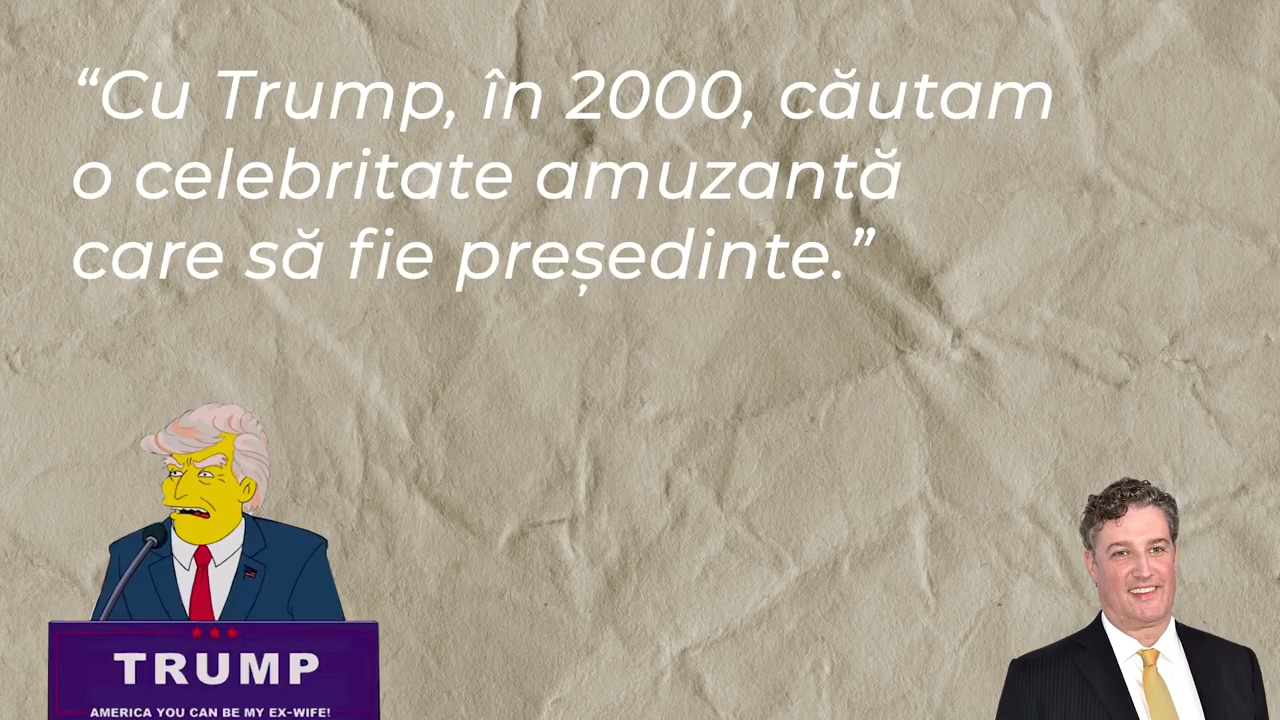 “Cu Trump, în 2000, căutam
o celebritate amuzantă
care să fie președinte.”
TRUMP
AMERICA YOU CAN BE MY EX-WIFE!